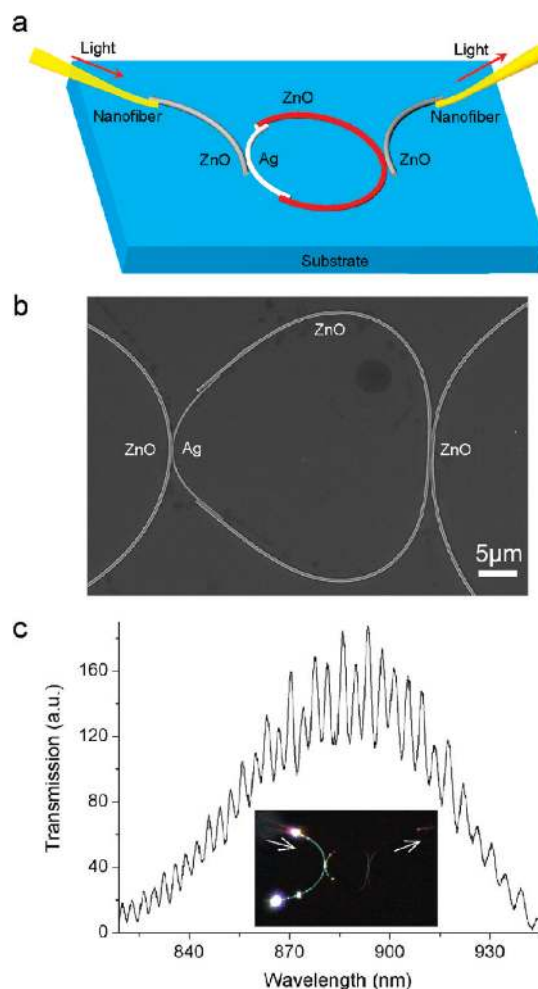 a
Light
Light
ZnO
Nanofiber
Nanofiber
ZnO
Ag
ZnO
Substrate
b
ZnO
ZnO
Ag
ZnO
5μm
c
160
120
80
40
0
Transmission (a.u.)
840
870
900
930
Wavelength (nm)